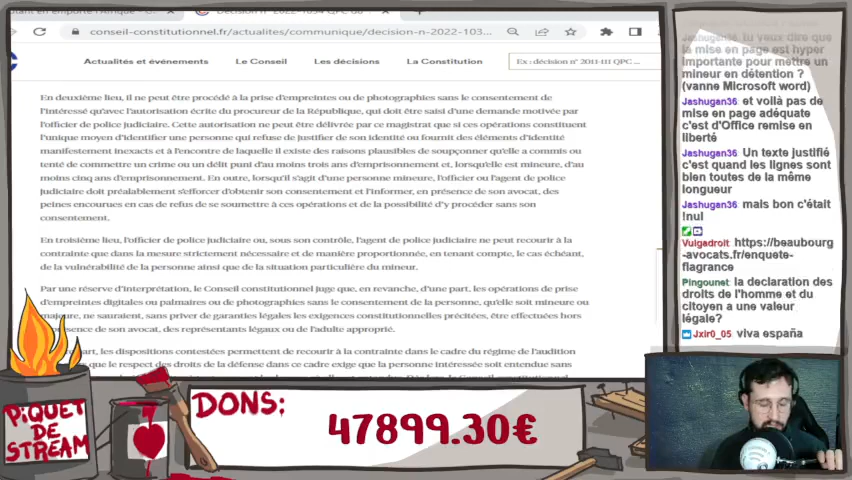 Décision n° 2022-1034 QPC du
conseil-constitutionnel.fr/actualites/communique/decision-n-2022-103...
Actualités et événements
Le Conseil
Les décisions
La Constitution
Ex : décision n° 2011-111 QPC ...
En deuxième lieu, il ne peut être procédé à la prise d'empreintes ou de photographies sans le consentement de
l'intéressé qu'avec l'autorisation écrite du procureur de la République, qui doit être saisi d'une demande motivée par
l'officier de police judiciaire. Cette autorisation ne peut être délivrée par ce magistrat que si ces opérations constituent
l'unique moyen d'identifier une personne qui refuse de justifier de son identité ou fournit des éléments d'identité
manifestement inexacts et à l'encontre de laquelle il existe des raisons plausibles de soupçonner qu'elle a commis ou
tenté de commettre un crime ou un délit puni d'au moins trois ans d'emprisonnement et, lorsqu'elle est mineure, d'au
moins cinq ans d'emprisonnement. En outre, lorsqu'il s'agit d'une personne mineure, l'officier ou l'agent de police
judiciaire doit préalablement s'efforcer d'obtenir son consentement et l'informer, en présence de son avocat, des
peines encourues en cas de refus de se soumettre à ces opérations et de la possibilité d'y procéder sans son
consentement.
En troisième lieu, l'officier de police judiciaire ou, sous son contrôle, l'agent de police judiciaire ne peut recourir à la
contrainte que dans la mesure strictement nécessaire et de manière proportionnée, en tenant compte, le cas échéant,
de la vulnérabilité de la personne ainsi que de la situation particulière du mineur.
Par une réserve d'interprétation, le Conseil constitutionnel juge que, en revanche, d'une part, les opérations de prise
d'empreintes digitales ou palmaires ou de photographies sans le consentement de la personne, qu'elle soit mineure ou
majeure, ne sauraient, sans priver de garanties légales les exigences constitutionnelles précitées, être effectuées hors
présence de son avocat, des représentants légaux ou de l'adulte approprié.
part, les dispositions contestées permettent de recourir à la contrainte dans le cadre du régime de l'audition
que le respect des droits de la défense dans ce cadre exige que la personne intéressée soit entendue sans
Jashugan36 tu veux dire que
la mise en page est hyper
importante pour mettre un
mineur en détention ?
(vanne Microsoft word)
Jashugan36 et voilà pas de
mise en page adéquate
c'est d'Office remise en
liberté
Jashugan36 Un texte justifié
c'est quand les lignes sont
bien toutes de la même
longueur
Jashugan36 mais bon c'était
!nul
Vulgadroit https://beaubourg
-avocats.fr/enquete-
flagrance
Pingounet la declaration des
droits de l'homme et du
citoyen a une valeur
légale?
Jxir0_05 viva españa
PIQUET
DE
STREAM
DONS:
47899.30€